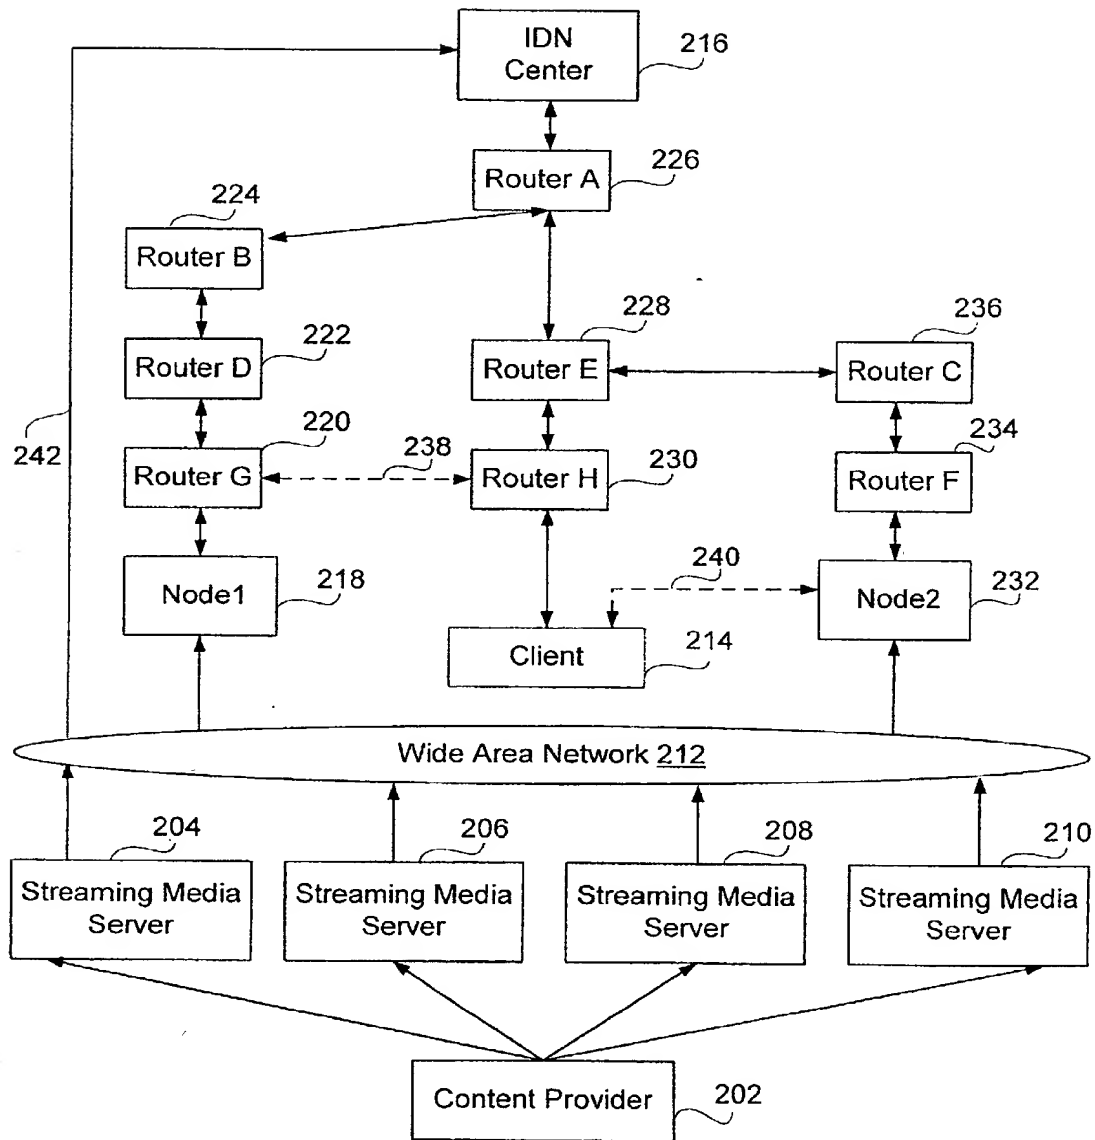 IDN
Center
216
Router A
226
224
Router B
228
236
222
Router D
Router E
Router C
242
220
238
234
Router G
Router H
230
Router F
240
Node1
218
Node2
232
Client
214
Wide Area Network 212
204
206
208
210
Streaming Media
Server
Streaming Media
Server
Streaming Media
Server
Streaming Media
Server
Content Provider
202